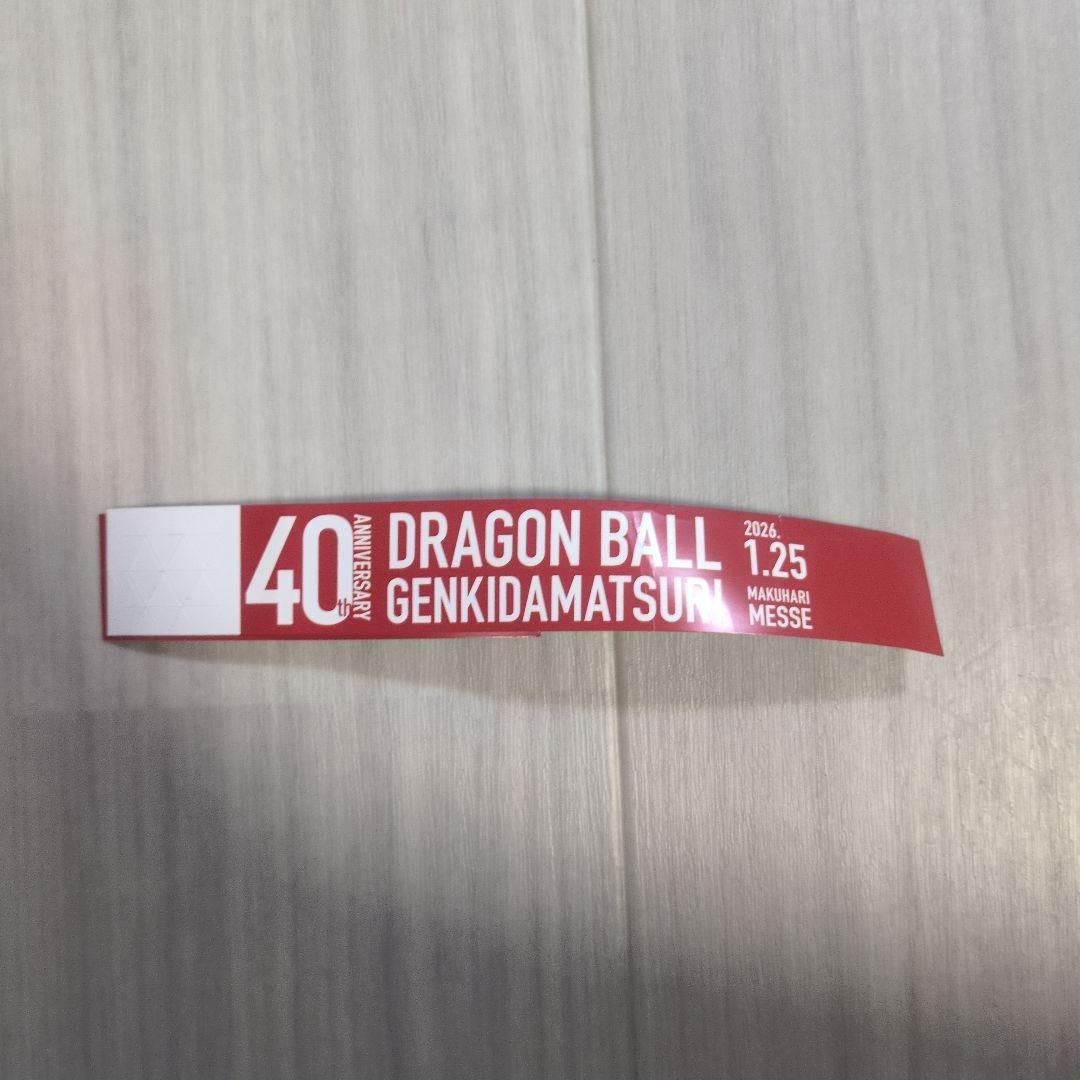 40th
ANNIVERSARY
DRAGON BALL
GENKIDAMATSURI
2026.
1.25
MAKUHARI
MESSE